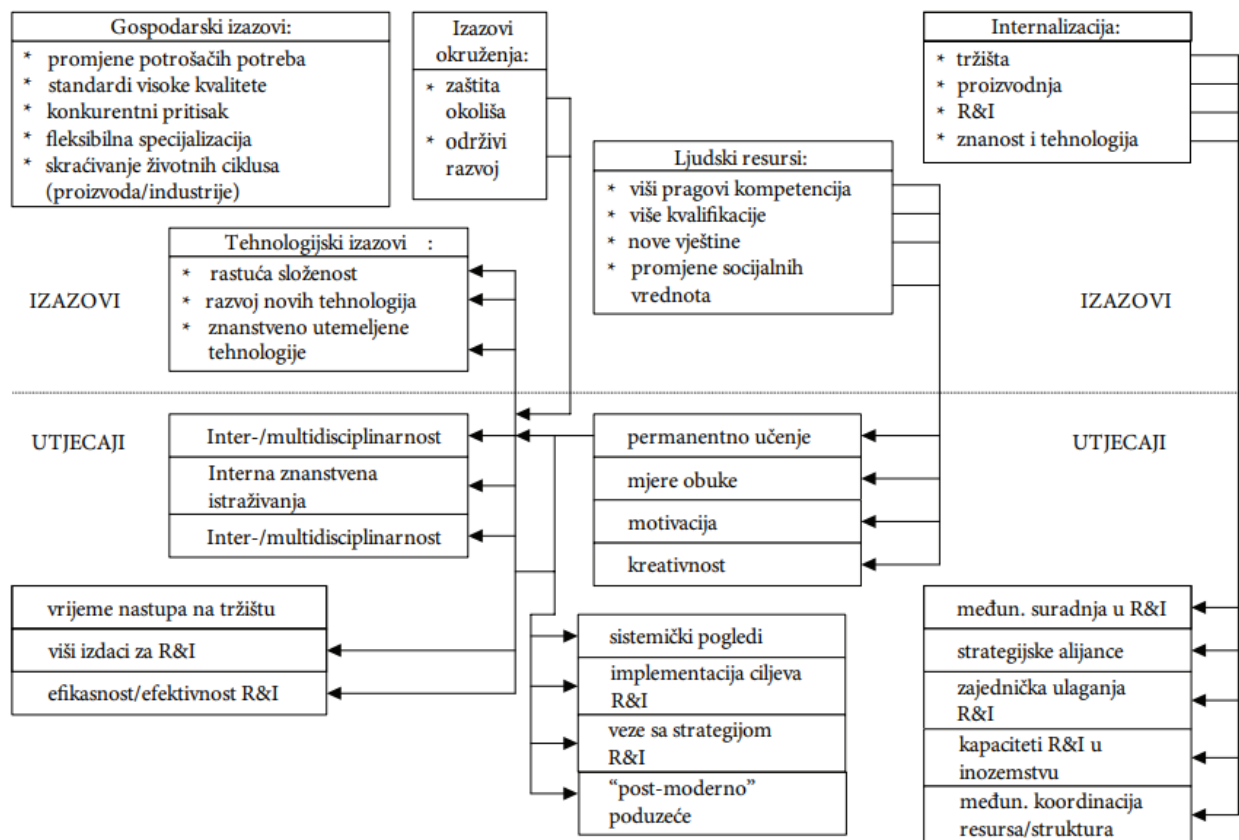 Gospodarski izazovi:
* promjene potrošačih potreba
* standardi visoke kvalitete
* konkurentni pritisak
* fleksibilna specijalizacija
* skraćivanje životnih ciklusa
(proizvoda/industrije)
Izazovi
okruženja:
* zaštita
okoliša
* održivi
razvoj
Internalizacija:
* tržišta
* proizvodnja
* R&I
* znanost i tehnologija
Ljudski resursi:
* viši pragovi kompetencija
* više kvalifikacije
* nove vještine
* promjene socijalnih
vrednota
Tehnologijski izazovi :
* rastuća složenost
* razvoj novih tehnologija
* znanstveno utemeljene
tehnologije
IZAZOVI
IZAZOVI
UTJECAJI
UTJECAJI
Inter-/multidisciplinarnost
Interna znanstvena
istraživanja
Inter-/multidisciplinarnost
permanentno učenje
mjere obuke
motivacija
kreativnost
vrijeme nastupa na tržištu
viši izdaci za R&I
efikasnost/efektivnost R&I
sistemički pogledi
implementacija ciljeva
R&I
veze sa strategijom
R&I
“post-moderno”
poduzeće
međun. suradnja u R&I
strategijske alijance
zajednička ulaganja
R&I
kapaciteti R&I u
inozemstvu
međun. koordinacija
resursa/struktura